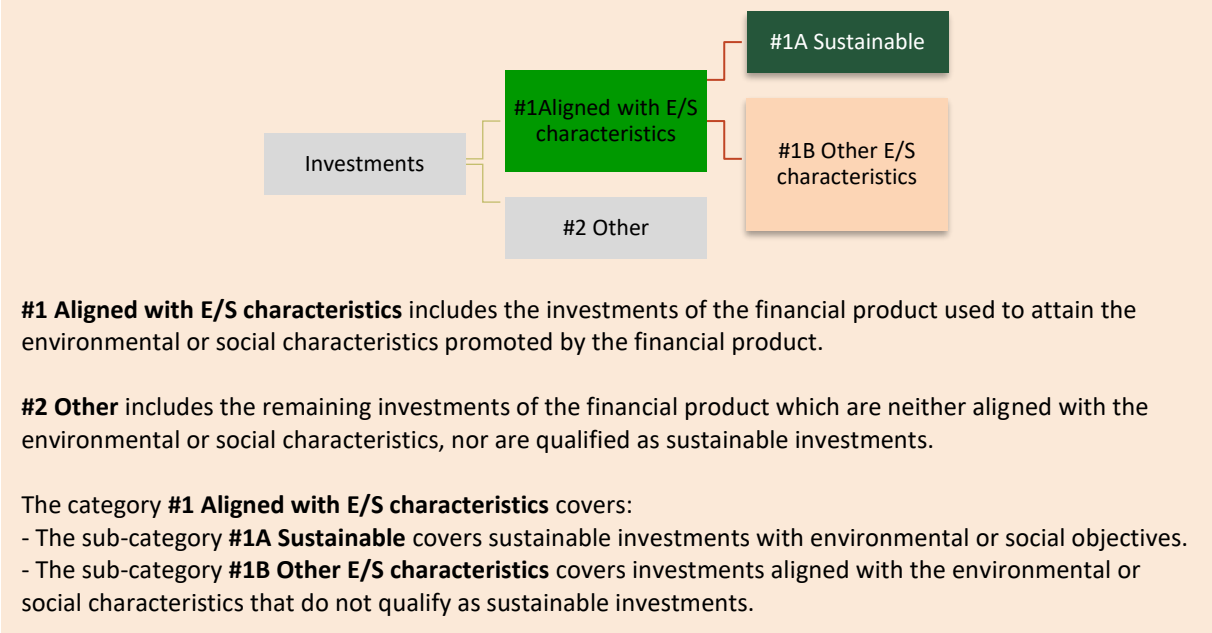 #1A Sustainable
#1Aligned with E/S
characteristics
Investments
#1B Other E/S
characteristics
#2 Other
#1 Aligned with E/S characteristics includes the investments of the financial product used to attain the
environmental or social characteristics promoted by the financial product.
#2 Other includes the remaining investments of the financial product which are neither aligned with the
environmental or social characteristics, nor are qualified as sustainable investments.
The category #1 Aligned with E/S characteristics covers:
- The sub-category #1A Sustainable covers sustainable investments with environmental or social objectives.
- The sub-category #1B Other E/S characteristics covers investments aligned with the environmental or
social characteristics that do not qualify as sustainable investments.